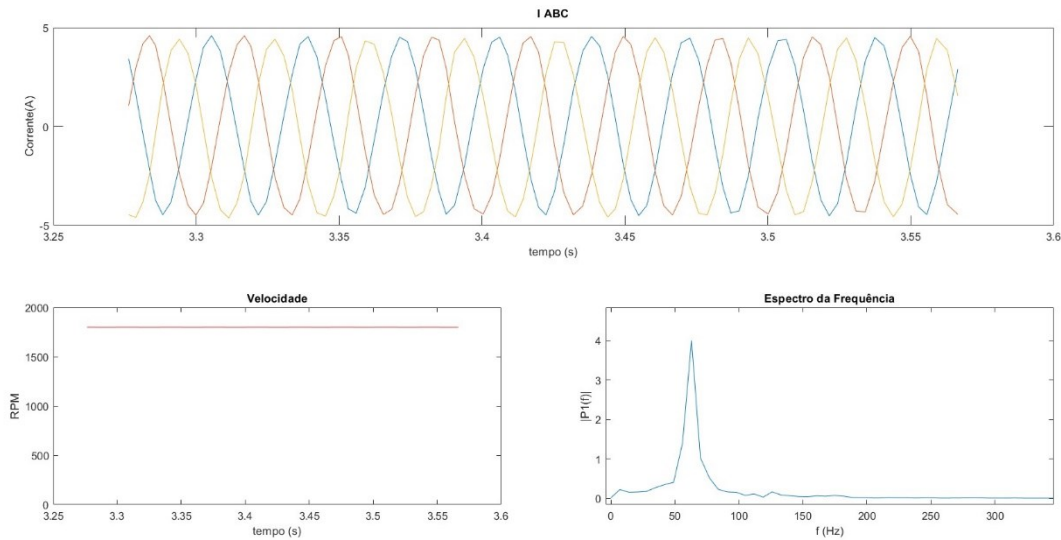 I ABC
5
0
-5
Corrente(A)
3.25 3.3 3.35 3.4 3.45 3.5 3.55 3.6
tempo (s)
Velocidade
2000
1500
1000
500
0
RPM
3.25 3.3 3.35 3.4 3.45 3.5 3.55 3.6
tempo (s)
Espectro da Frequência
4
3
2
1
0
|P1(f)|
0 50 100 150 200 250 300
f (Hz)